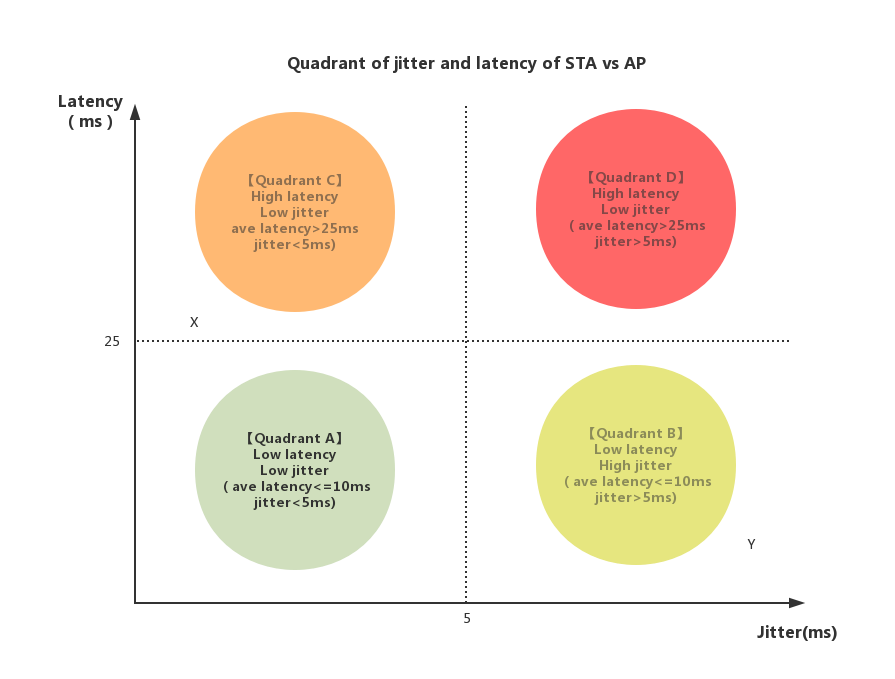 Quadrant of jitter and latency of STA vs AP
Latency
( ms )
【Quadrant C】
High latency
Low jitter
ave latency>25ms
jitter<5ms)
【Quadrant D】
High latency
Low jitter
( ave latency>25ms
jitter>5ms)
X
25
【Quadrant A】
Low latency
Low jitter
( ave latency<=10ms
jitter<5ms)
【Quadrant B】
Low latency
High jitter
( ave latency<=10ms
jitter>5ms)
Y
5
Jitter(ms)